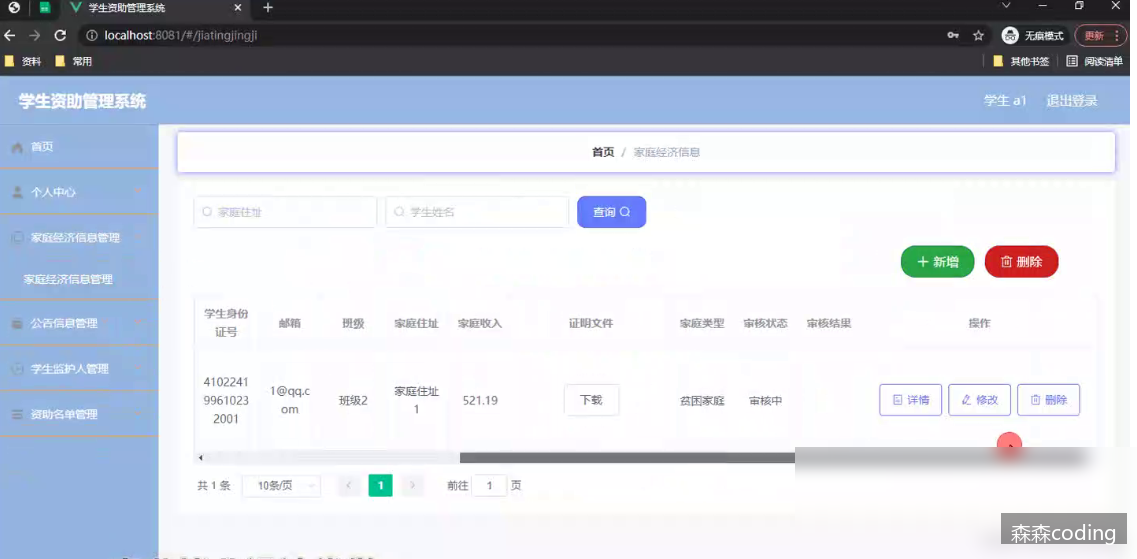 学生资助管理系统
localhost:8081/#/jiatingjingji
无痕模式
更新
资料
常用
其他书签
阅读清单
学生资助管理系统
学生 a1
退出登录
首页
个人中心
家庭经济信息管理
家庭经济信息管理
公告信息管理
学生监护人管理
资助名单管理
首页 / 家庭经济信息
家庭住址
学生姓名
查询
新增
删除
学生身份
证号
邮箱
班级
家庭住址
家庭收入
证明文件
家庭类型
审核状态
审核结果
操作
4102241
9961023
2001
1@qq.c
om
班级2
家庭住址
1
521.19
下载
贫困家庭
审核中
详情
修改
删除
共 1 条
10条/页
1
前往 1 页
森森coding